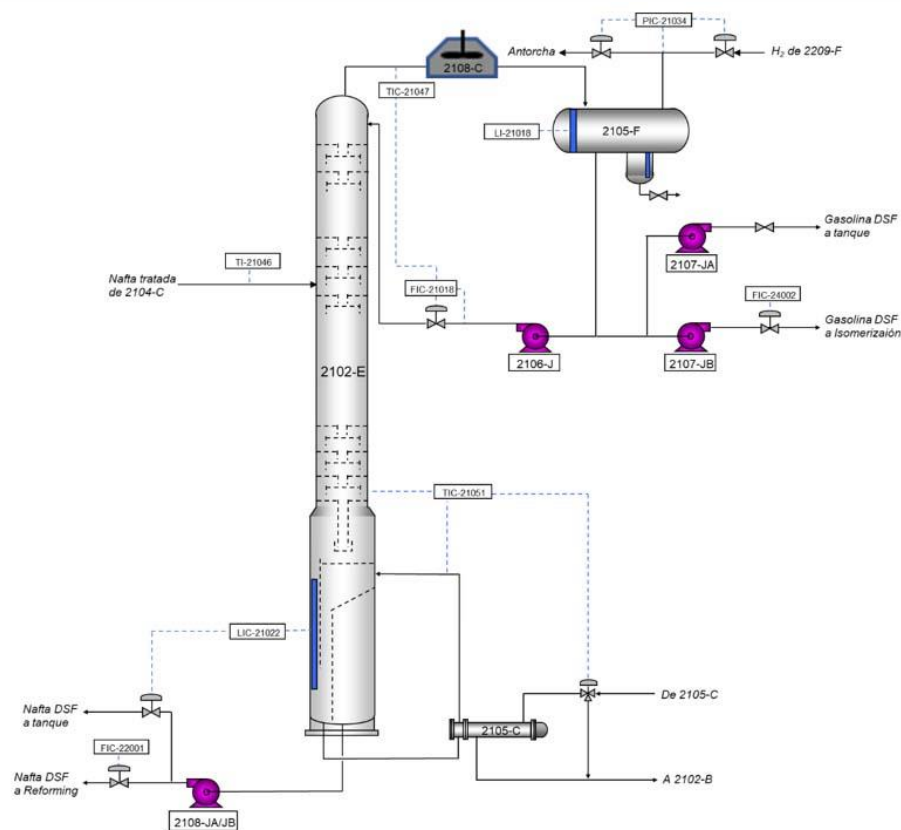 PIC-21034
Antorcha
H₂ de 2209-F
2108-C
TIC-21047
LI-21018
2105-F
Gasolina DSF
a tanque
2107-JA
TI-21046
Nafta tratada
de 2104-C
FIC-21018
FIC-24002
Gasolina DSF
a Isomerizaión
2106-J
2107-JB
2102-E
TIC-21051
LIC-21022
De 2105-C
Nafta DSF
a tanque
2105-C
FIC-22001
A 2102-B
Nafta DSF
a Reforming
2108-JA/JB